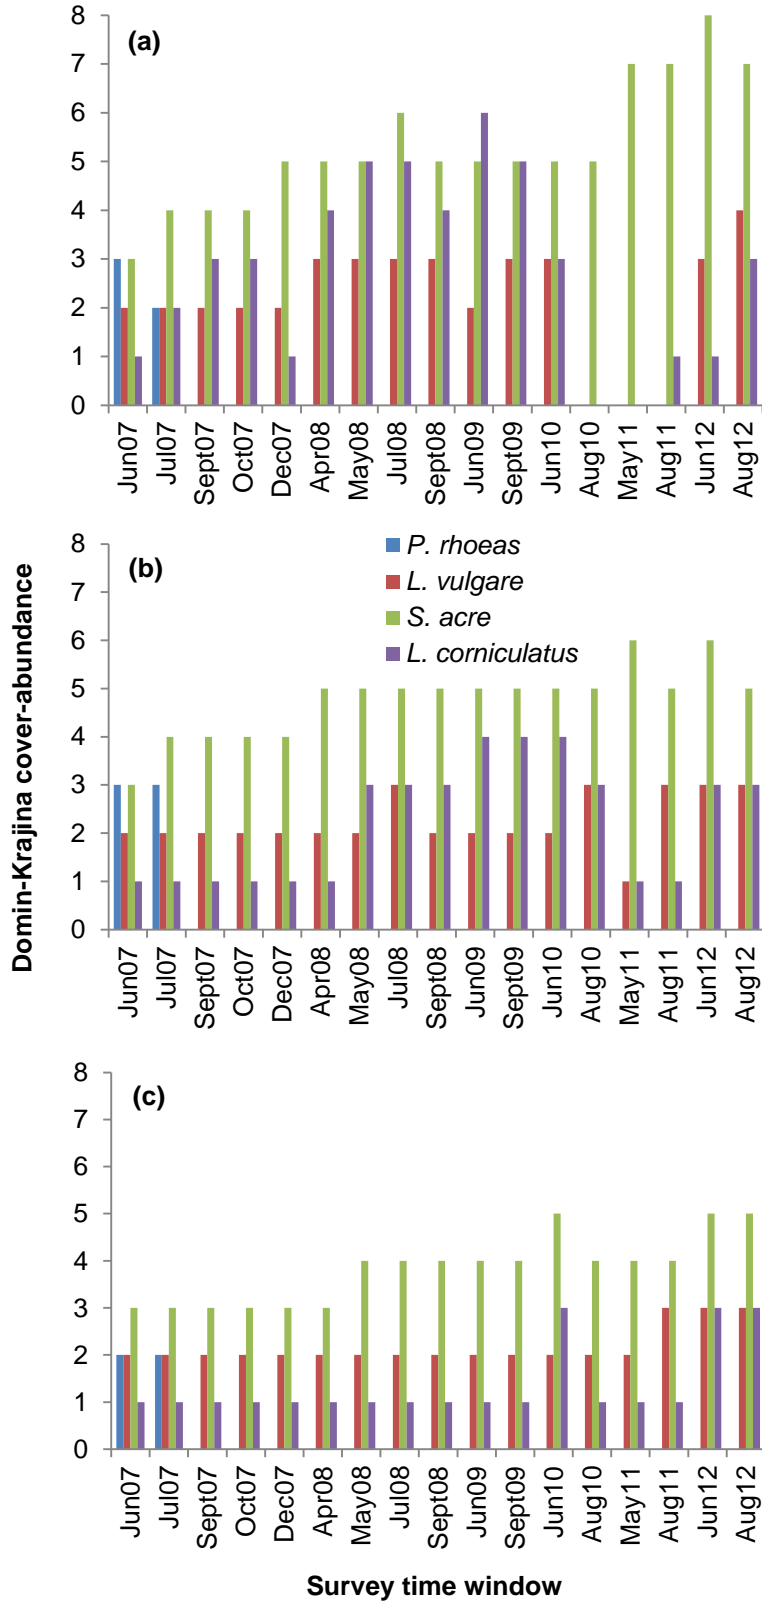 (a)
8
7
6
5
4
3
2
1
0
Jun07
Jul07
Sept07
Oct07
Dec07
Apr08
May08
Jul08
Sept08
Jun09
Sept09
Jun10
Aug10
May11
Aug11
Jun12
Aug12
Domin-Krajina cover-abundance
(b)
P. rhoeas
L. vulgare
S. acre
L. corniculatus
8
7
6
5
4
3
2
1
0
Jun07
Jul07
Sept07
Oct07
Dec07
Apr08
May08
Jul08
Sept08
Jun09
Sept09
Jun10
Aug10
May11
Aug11
Jun12
Aug12
(c)
8
7
6
5
4
3
2
1
0
Jun07
Jul07
Sept07
Oct07
Dec07
Apr08
May08
Jul08
Sept08
Jun09
Sept09
Jun10
Aug10
May11
Aug11
Jun12
Aug12
Survey time window